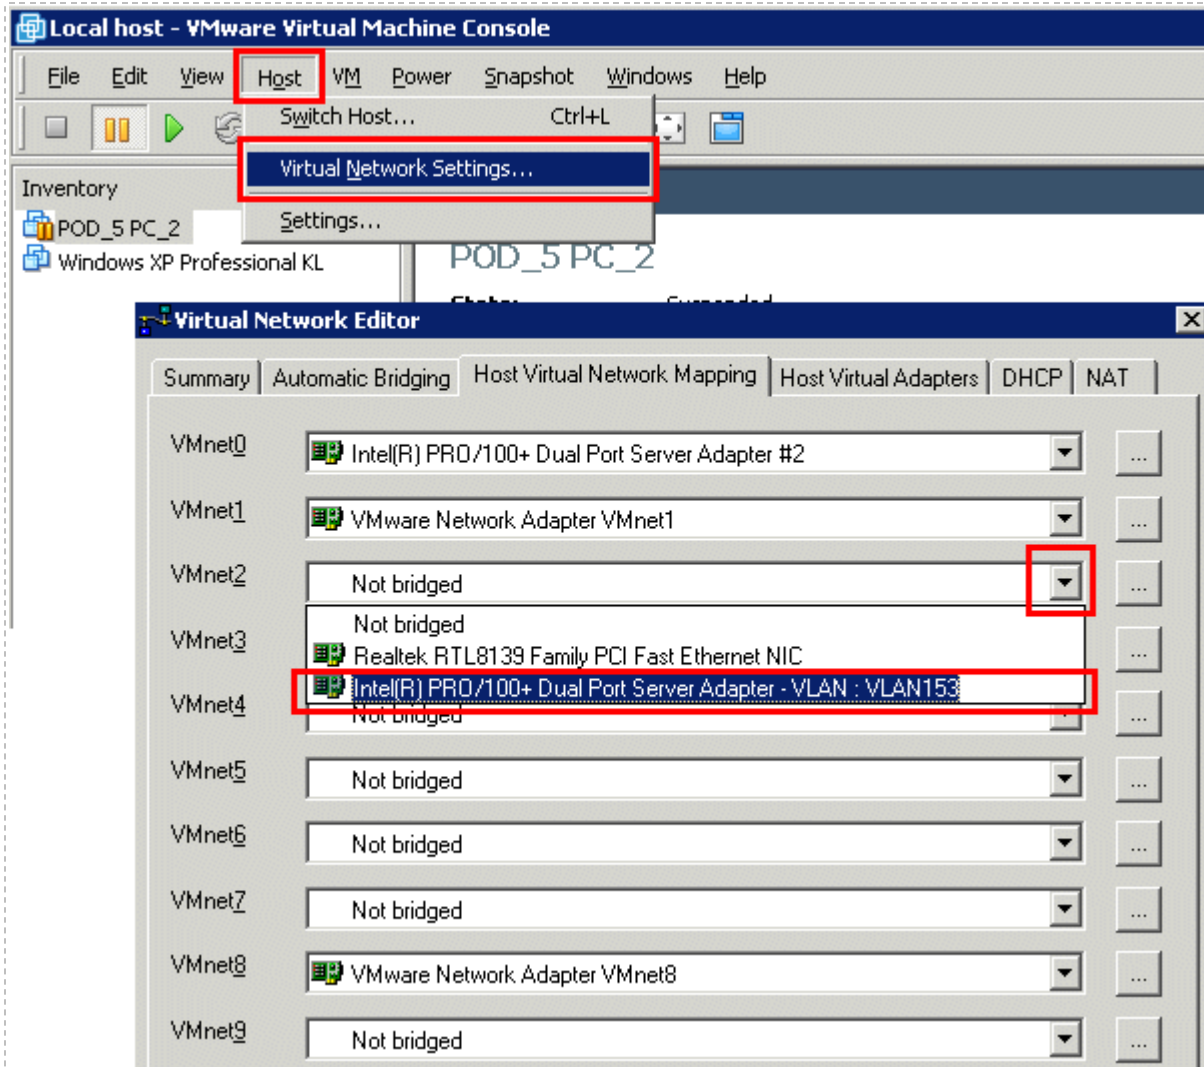 Local host - VMware Virtual Machine Console
File Edit View Host VM Power Snapshot Windows Help
Switch Host... Ctrl+L
Virtual Network Settings...
Settings...
Inventory
POD_5 PC_2
Windows XP Professional KL
POD_5 PC_2
State: Suspended
Virtual Network Editor
Summary Automatic Bridging Host Virtual Network Mapping Host Virtual Adapters DHCP NAT
VMnet0 Intel(R) PRO/100+ Dual Port Server Adapter #2 ...
VMnet1 VMware Network Adapter VMnet1 ...
VMnet2 Not bridged ...
Not bridged
VMnet3 Realtek RTL8139 Family PCI Fast Ethernet NIC ...
Intel(R) PRO/100+ Dual Port Server Adapter - VLAN : VLAN153
VMnet4 Not bridged ...
VMnet5 Not bridged ...
VMnet6 Not bridged ...
VMnet7 Not bridged ...
VMnet8 VMware Network Adapter VMnet8 ...
VMnet9 Not bridged ...